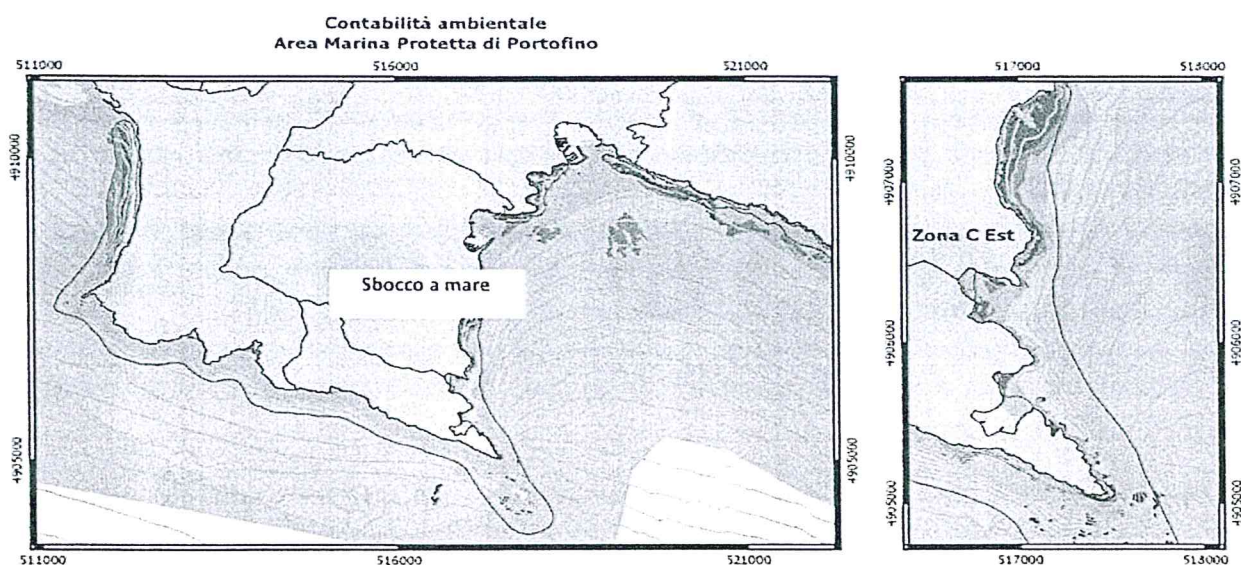 Contabilità ambientale
Area Marina Protetta di Portofino
511000 516000 521000
517000 518000
4910000
4910000
4907000
4907000
Zona C Est
Sbocco a mare
4906000
4906000
4905000
4905000
4905000
4905000
511000 516000 521000
517000 518000